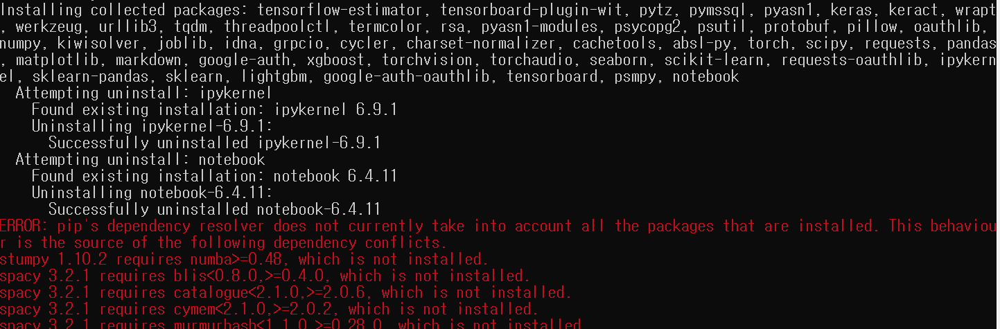 Installing collected packages: tensorflow-estimator, tensorboard-plugin-wit, pytz, pymssql, pyasn1, keras, keract, wrapt
, werkzeug, urllib3, tqdm, threadpoolctl, termcolor, rsa, pyasn1-modules, psycopg2, psutil, protobuf, pillow, oauthlib,
numpy, kiwisolver, joblib, idna, grpcio, cycler, charset-normalizer, cachetools, absl-py, torch, scipy, requests, pandas
, matplotlib, markdown, google-auth, xgboost, torchvision, torchaudio, seaborn, scikit-learn, requests-oauthlib, ipykern
el, sklearn-pandas, sklearn, lightgbm, google-auth-oauthlib, tensorboard, psmpy, notebook
Attempting uninstall: ipykernel
Found existing installation: ipykernel 6.9.1
Uninstalling ipykernel-6.9.1:
Successfully uninstalled ipykernel-6.9.1
Attempting uninstall: notebook
Found existing installation: notebook 6.4.11
Uninstalling notebook-6.4.11:
Successfully uninstalled notebook-6.4.11
ERROR: pip's dependency resolver does not currently take into account all the packages that are installed. This behaviou
r is the source of the following dependency conflicts.
stumpy 1.10.2 requires numba>=0.48, which is not installed.
spacy 3.2.1 requires blis<0.8.0,>=0.4.0, which is not installed.
spacy 3.2.1 requires catalogue<2.1.0,>=2.0.6, which is not installed.
spacy 3.2.1 requires cymem<2.1.0,>=2.0.2, which is not installed.
spacy 3.2.1 requires murmurhash<1.1.0,>=0.28.0, which is not installed.